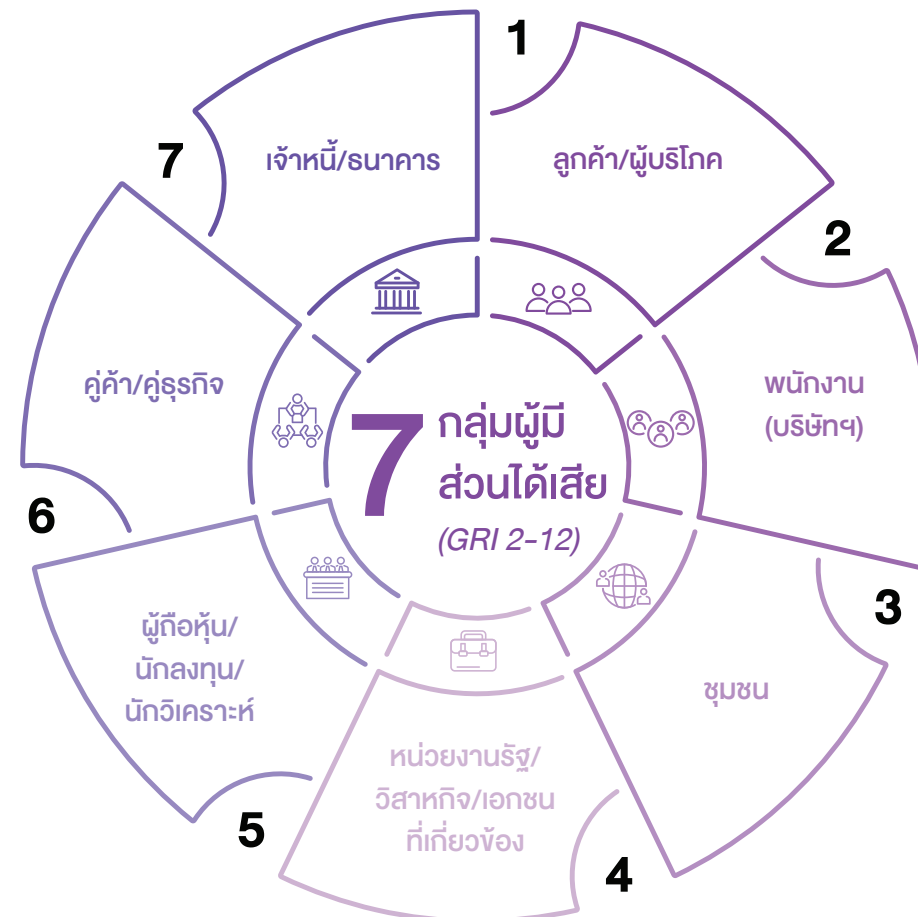 7
กลุ่มผู้มี
ส่วนได้เสีย
(GRI 2-12)
1
ลูกค้า/ผู้บริโภค
2
พนักงาน
(บริษัทฯ)
3
ชุมชน
4
หน่วยงานรัฐ/
วิสาหกิจ/เอกชน
ที่เกี่ยวข้อง
5
ผู้ถือหุ้น/
นักลงทุน/
นักวิเคราะห์
6
คู่ค้า/คู่ธุรกิจ
7
เจ้าหนี้/ธนาคาร